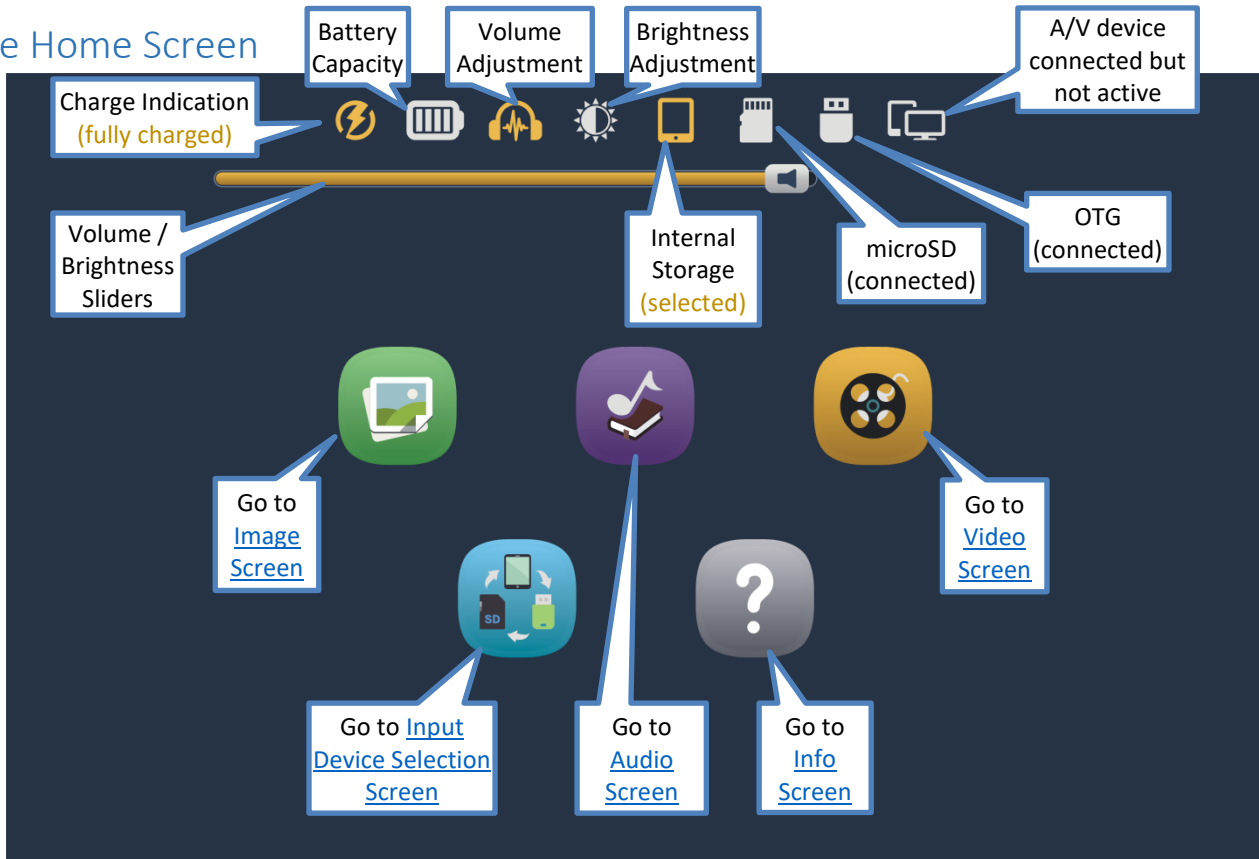 e Home Screen
Battery
Capacity
Volume
Adjustment
Brightness
Adjustment
A/V device
connected but
not active
Charge Indication
(fully charged)
Volume /
Brightness
Sliders
Internal
Storage
(selected)
microSD
(connected)
OTG
(connected)
Go to
Image
Screen
Go to
Video
Screen
SD
?
Go to Input
Device Selection
Screen
Go to
Audio
Screen
Go to
Info
Screen